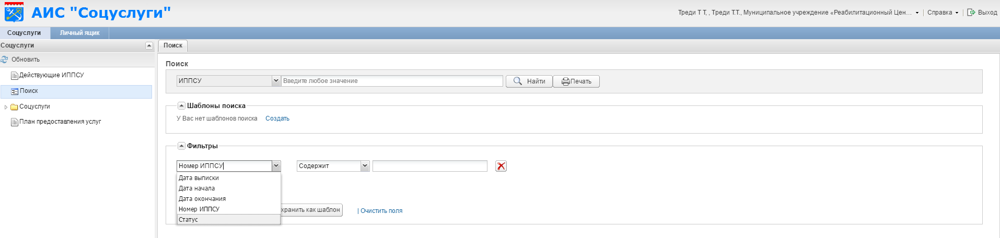 АИС "Соцуслуги"
Треди Т Т, , Треди Т.Т., Муниципальное учреждение «Реабилитационный Цен...
Справка
Выход
Соцуслуги
Личный ящик
Соцуслуги
Обновить
Действующие ИППСУ
Поиск
Соцуслуги
План предоставления услуг
Поиск
Поиск
ИППСУ
Введите любое значение
Найти
Печать
Шаблоны поиска
У Вас нет шаблонов поиска Создать
Фильтры
Номер ИППСУ
Содержит
Дата выписки
Дата начала
Дата окончания
Номер ИППСУ
Статус
хранить как шаблон
| Очистить поля